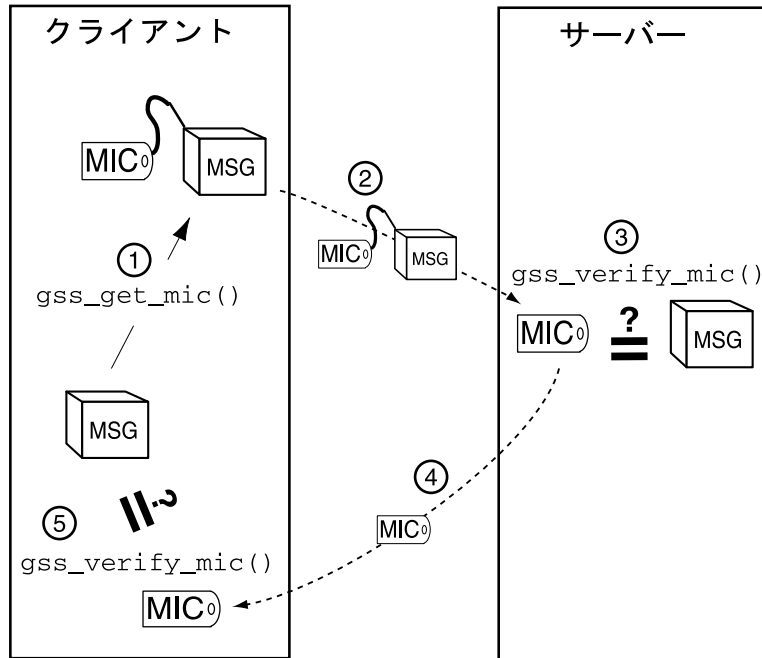 クライアント
サーバー
MIC
MSG
②
MIC
MSG
①
gss_get_mic()
③
gss_verify_mic()
MIC
?
MSG
MSG
④
MIC
⑤
?
gss_verify_mic()
MIC